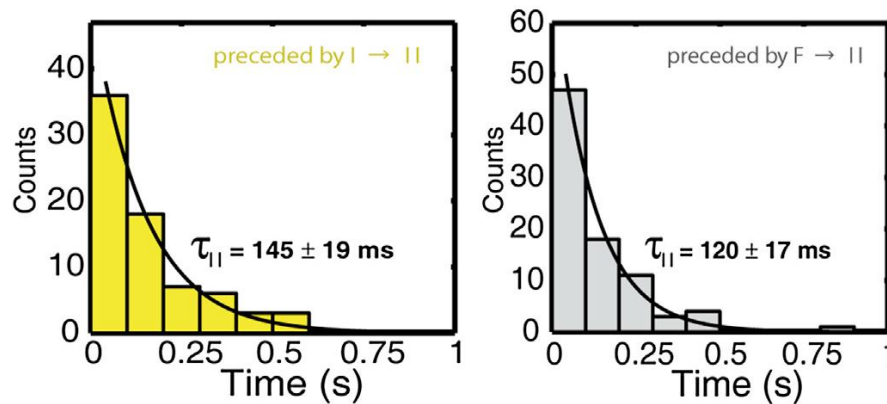 preceded by I → II
40
30
20
10
0
Counts
τII = 145 ± 19 ms
0 0.25 0.5 0.75 1
Time (s)
preceded by F → II
60
50
40
30
20
10
0
Counts
τII = 120 ± 17 ms
0 0.25 0.5 0.75 1
Time (s)